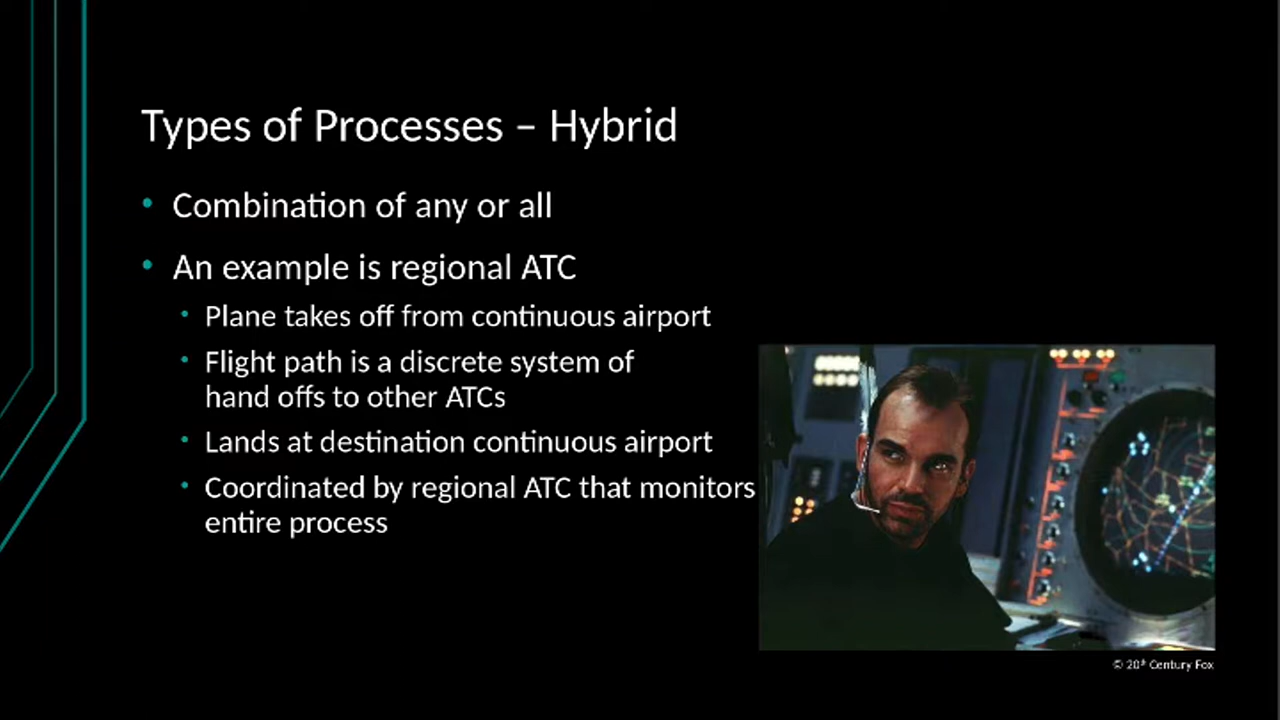 Types of Processes – Hybrid
• Combination of any or all
• An example is regional ATC
• Plane takes off from continuous airport
• Flight path is a discrete system of
hand offs to other ATCs
• Lands at destination continuous airport
• Coordinated by regional ATC that monitors
entire process
© 20th Century Fox